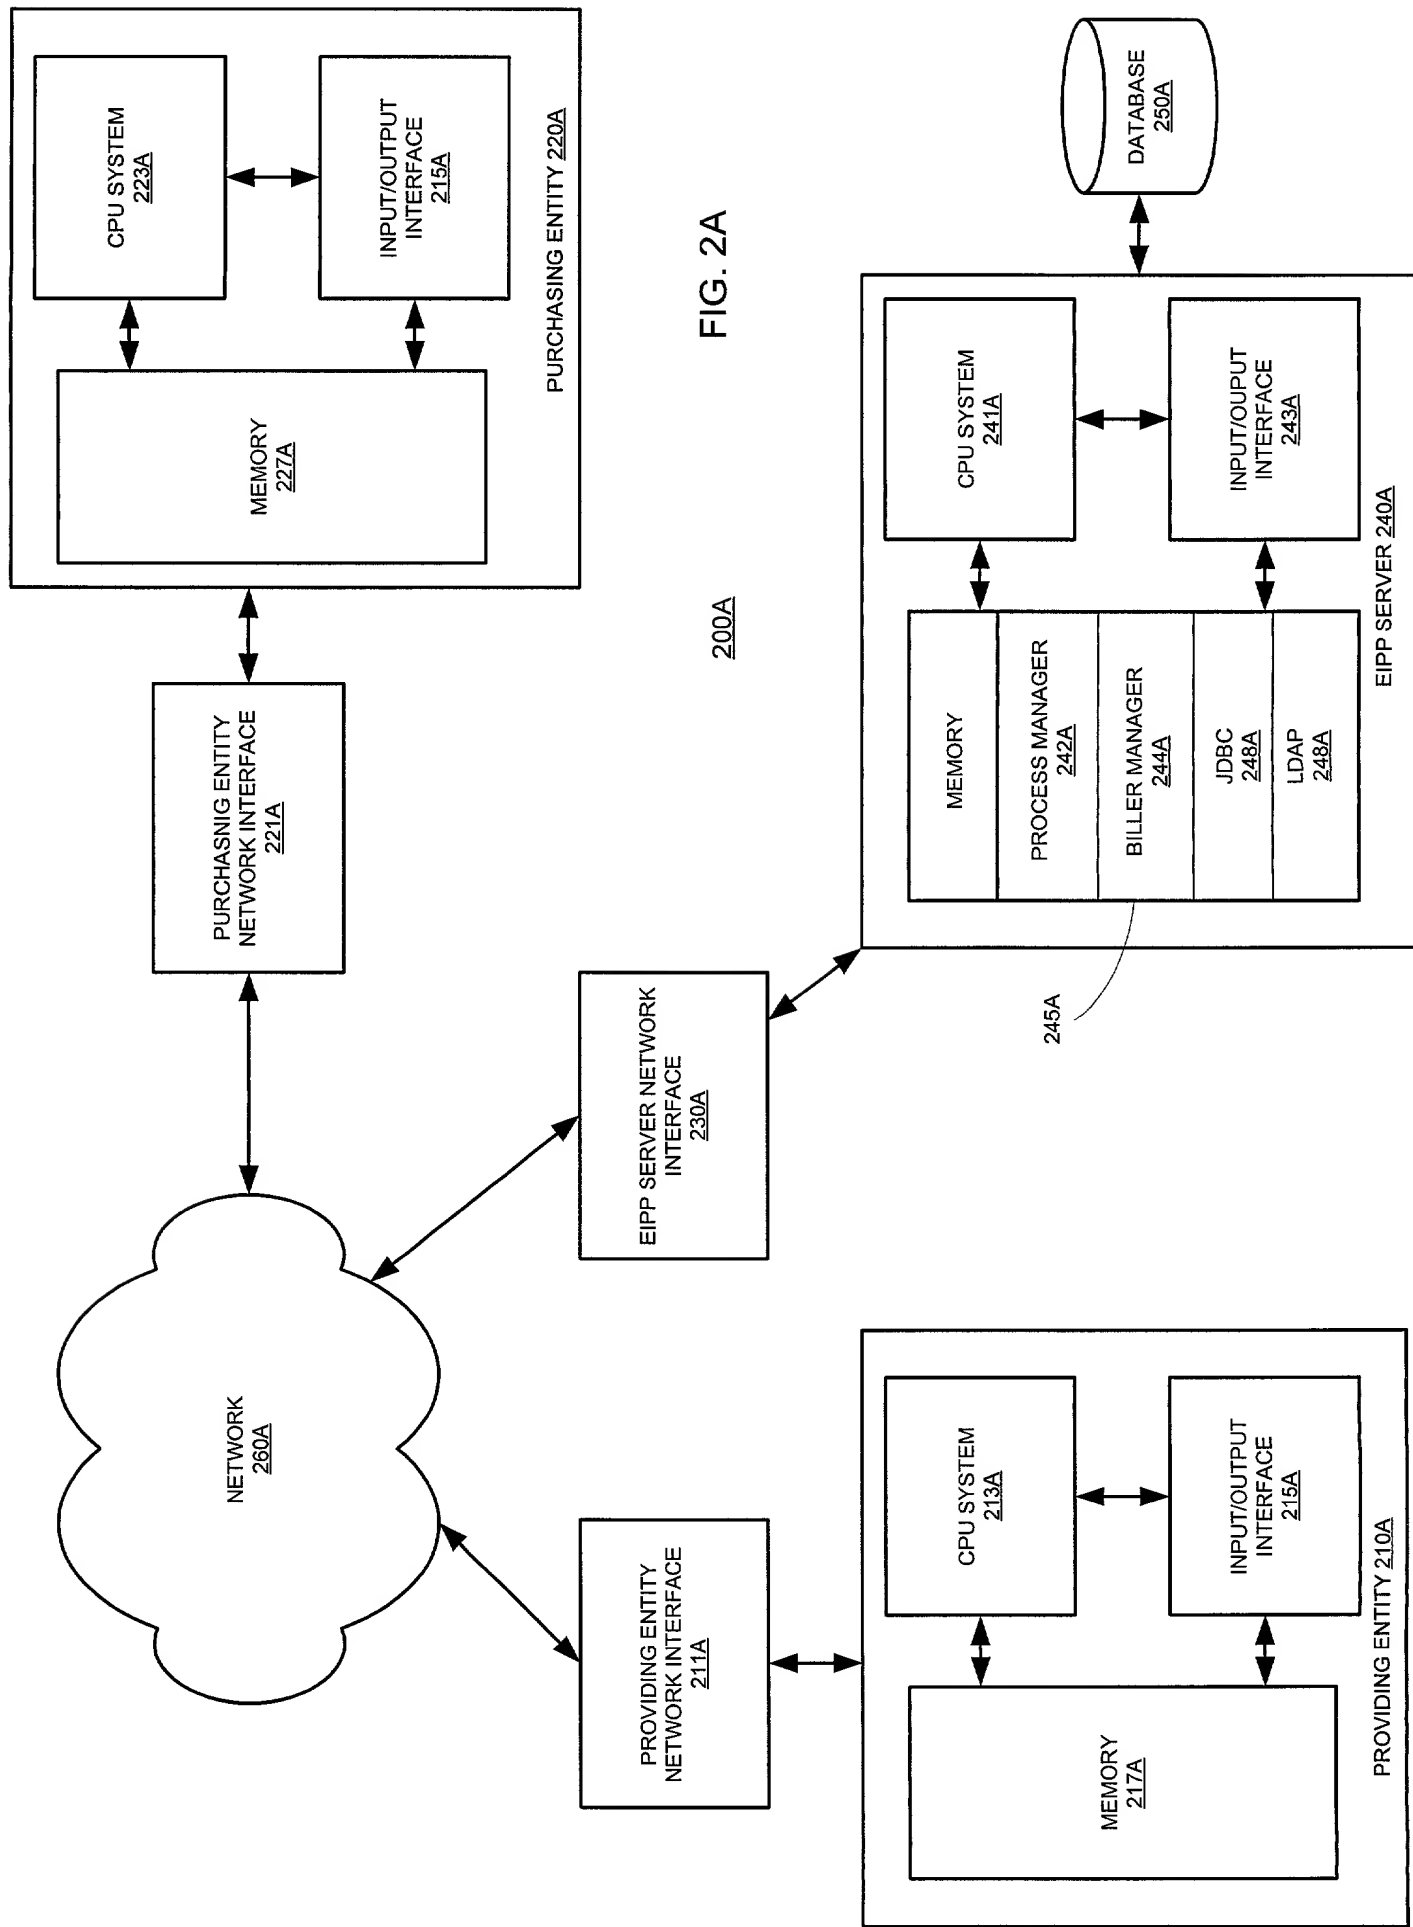 NETWORK
260A
PURCHASNIG ENTITY
NETWORK INTERFACE
221A
MEMORY
227A
CPU SYSTEM
223A
INPUT/OUTPUT
INTERFACE
215A
PURCHASING ENTITY 220A
PROVIDING ENTITY
NETWORK INTERFACE
211A
EIPP SERVER NETWORK
INTERFACE
230A
200A
FIG. 2A
MEMORY
217A
CPU SYSTEM
213A
INPUT/OUTPUT
INTERFACE
215A
PROVIDING ENTITY 210A
245A
MEMORY
PROCESS MANAGER
242A
BILLER MANAGER
244A
JDBC
248A
LDAP
248A
CPU SYSTEM
241A
INPUT/OUPUT
INTERFACE
243A
EIPP SERVER 240A
DATABASE
250A